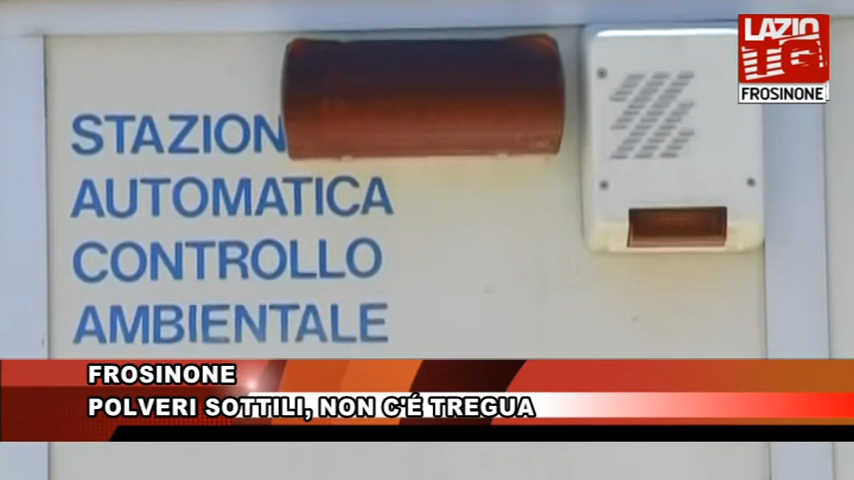 LAZIO
TG
FROSINONE
STAZION
AUTOMATICA
CONTROLLO
AMBIENTALE
FROSINONE
POLVERI SOTTILI, NON C'É TREGUA